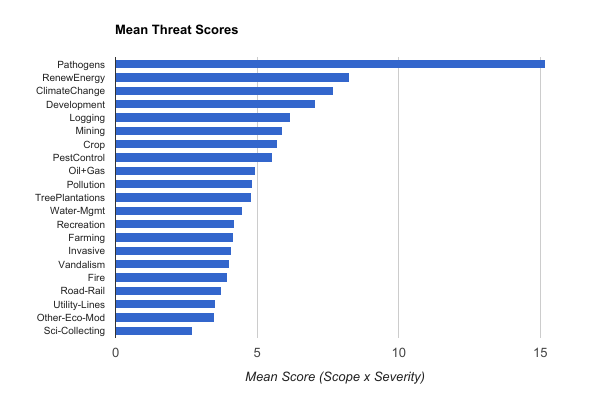 Mean Threat Scores
Pathogens
RenewEnergy
ClimateChange
Development
Logging
Mining
Crop
PestControl
Oil+Gas
Pollution
TreePlantations
Water-Mgmt
Recreation
Farming
Invasive
Vandalism
Fire
Road-Rail
Utility-Lines
Other-Eco-Mod
Sci-Collecting
0 5 10 15
Mean Score (Scope x Severity)